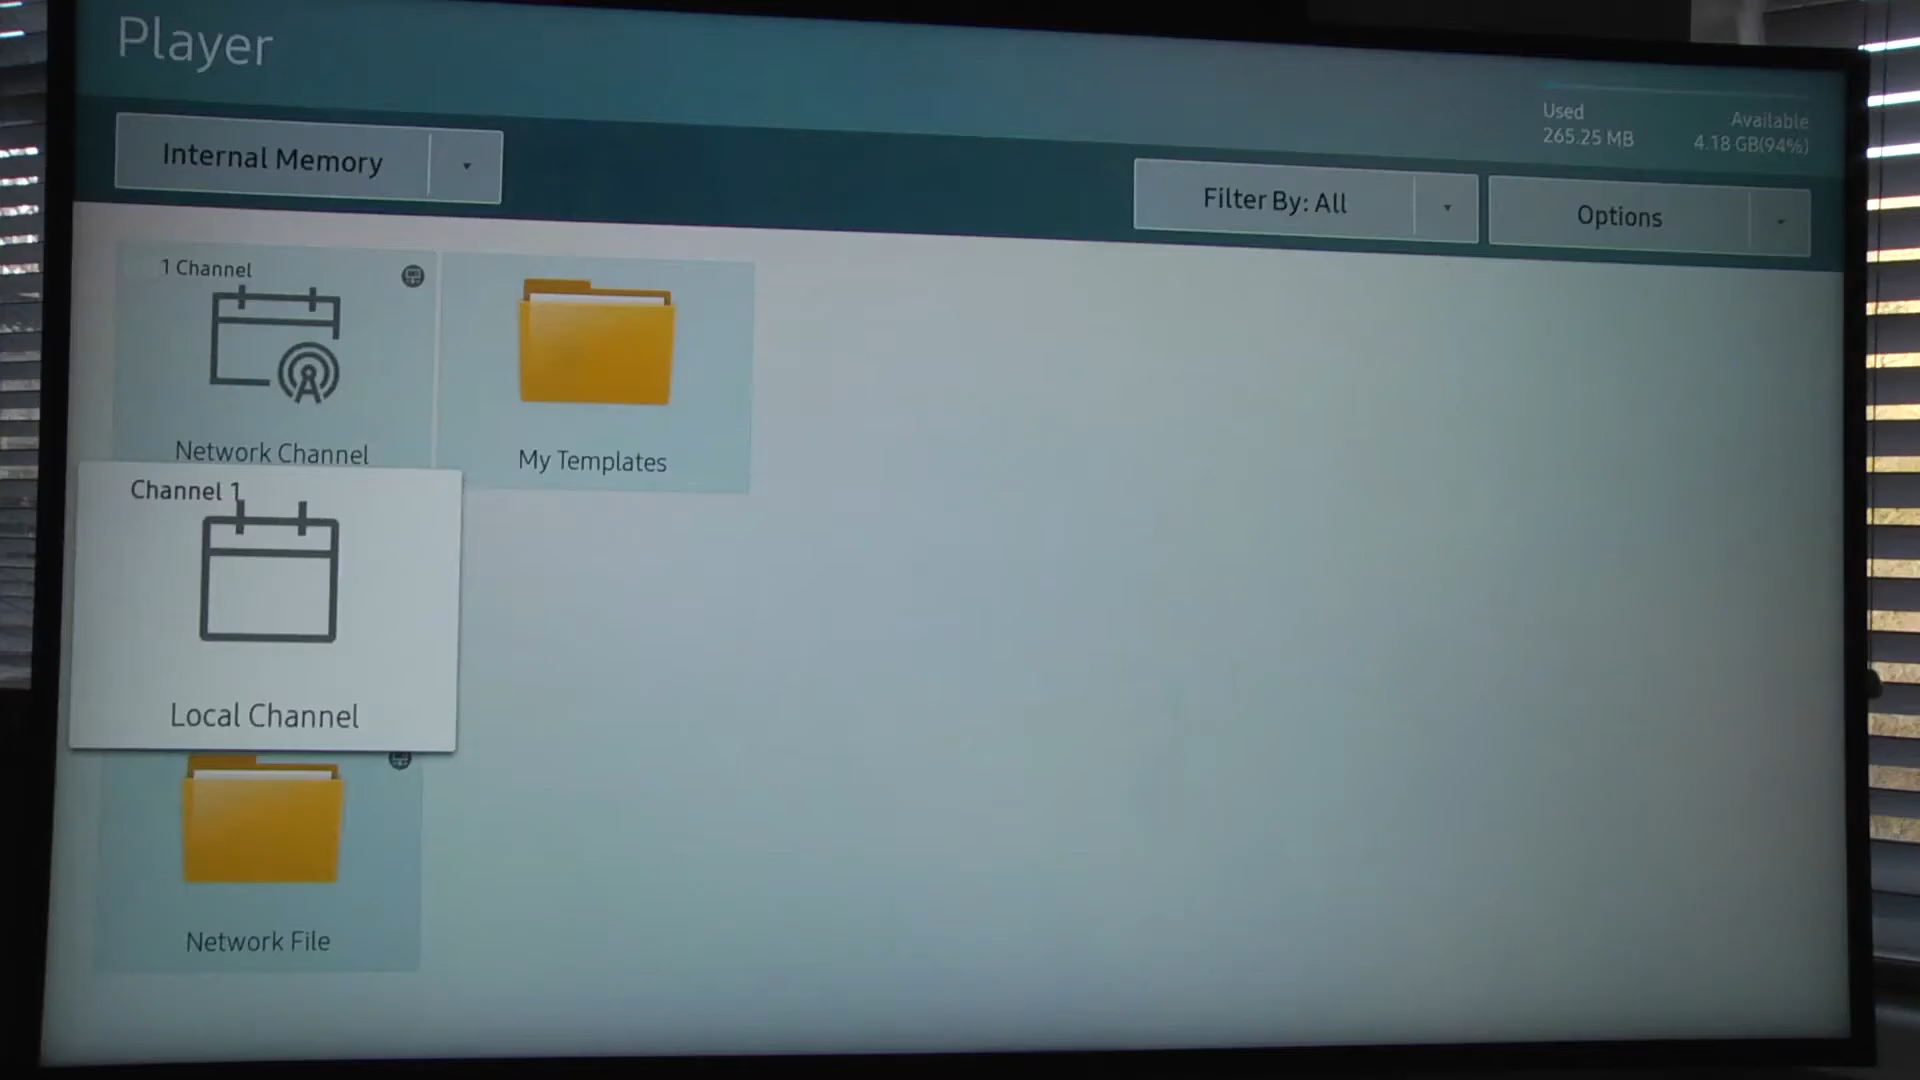 Player
Used
265.25 MB
Available
4.18 GB(94%)
Internal Memory
Filter By: All
Options
1 Channel
Network Channel
My Templates
Channel 1
Local Channel
Network File